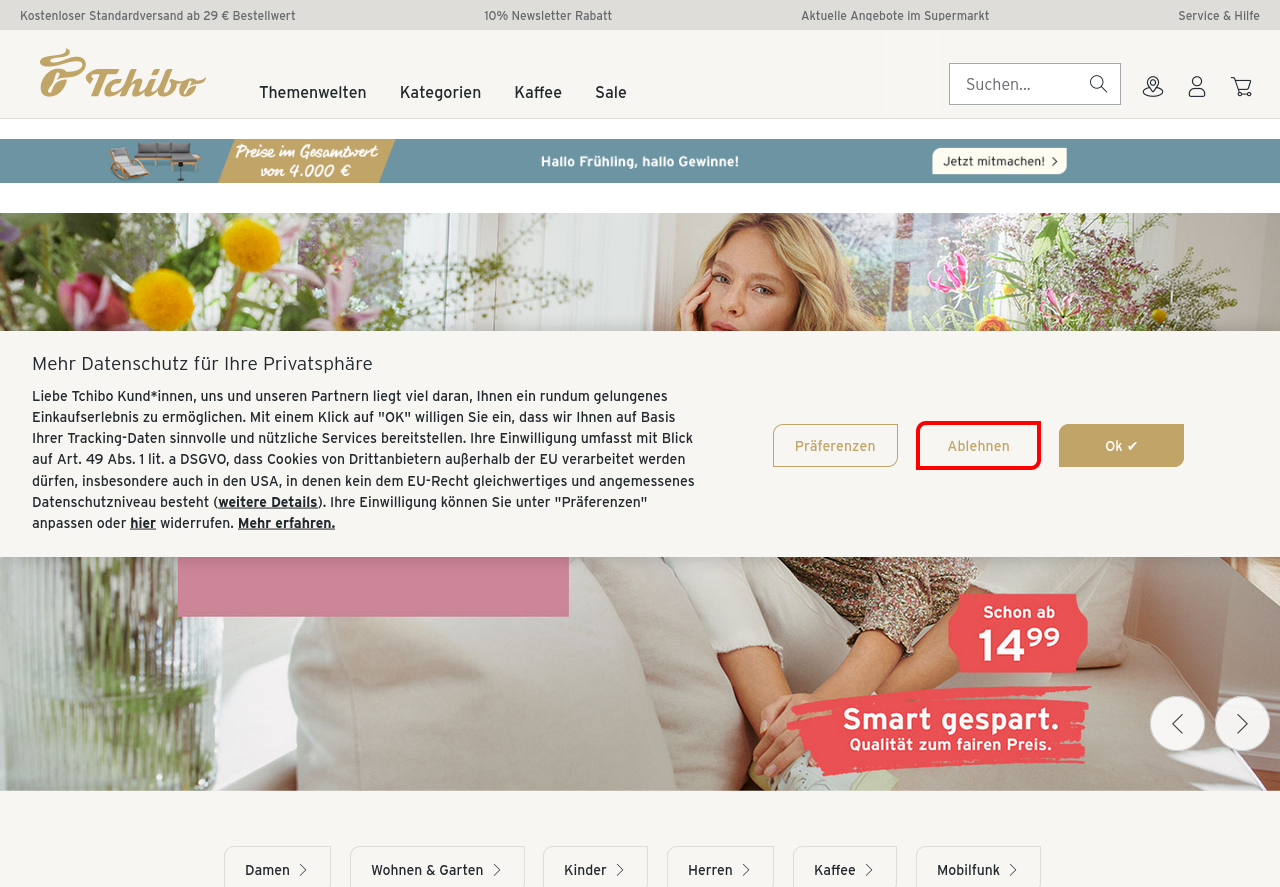 Kostenloser Standardversand ab 29 € Bestellwert
10% Newsletter Rabatt
Aktuelle Angebote im Supermarkt
Service & Hilfe
Tchibo
Themenwelten
Kategorien
Kaffee
Sale
Suchen...
Preise im Gesamtwert
von 4.000 €
Hallo Frühling, hallo Gewinne!
Jetzt mitmachen!
Mehr Datenschutz für Ihre Privatsphäre
Liebe Tchibo Kund*innen, uns und unseren Partnern liegt viel daran, Ihnen ein rundum gelungenes
Einkaufserlebnis zu ermöglichen. Mit einem Klick auf "OK" willigen Sie ein, dass wir Ihnen auf Basis
Ihrer Tracking-Daten sinnvolle und nützliche Services bereitstellen. Ihre Einwilligung umfasst mit Blick
auf Art. 49 Abs. 1 lit. a DSGVO, dass Cookies von Drittanbietern außerhalb der EU verarbeitet werden
dürfen, insbesondere auch in den USA, in denen kein dem EU-Recht gleichwertiges und angemessenes
Datenschutzniveau besteht (weitere Details). Ihre Einwilligung können Sie unter "Präferenzen"
anpassen oder hier widerrufen. Mehr erfahren.
Präferenzen
Ablehnen
Ok ✔
Schon ab
14⁹⁹
Smart gespart.
Qualität zum fairen Preis.
Damen
Wohnen & Garten
Kinder
Herren
Kaffee
Mobilfunk